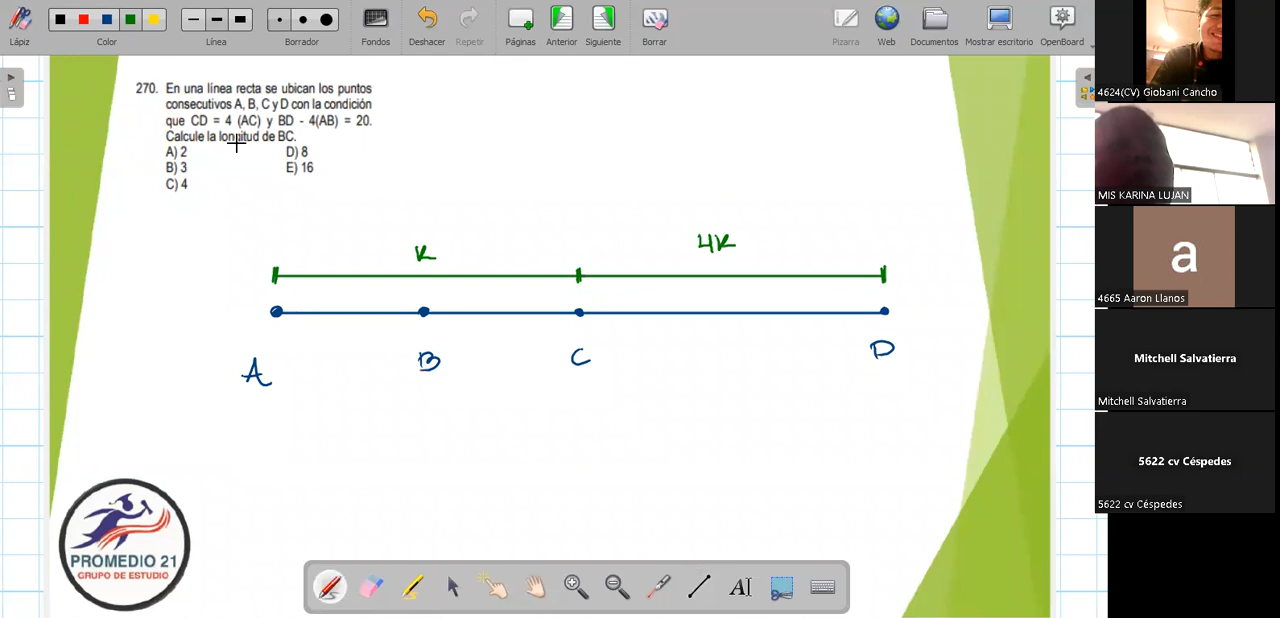 Lápiz
Color
Línea
Borrador
Fondos
Deshacer
Repetir
Páginas
Anterior
Siguiente
Borrar
Pizarra
Web
Documentos
Mostrar escritorio
OpenBoard
270. En una línea recta se ubican los puntos
consecutivos A, B, C y D con la condición
que CD = 4 (AC) y BD - 4(AB) = 20.
Calcule la longitud de BC.
A) 2 D) 8
B) 3 E) 16
C) 4
K 4K
A B C D
PROMEDIO 21
GRUPO DE ESTUDIO
AI
4624(CV) Giobani Cancho
MIS KARINA LUJAN
a
4665 Aaron Llanos
Mitchell Salvatierra
Mitchell Salvatierra
5622 cv Céspedes
5622 cv Céspedes